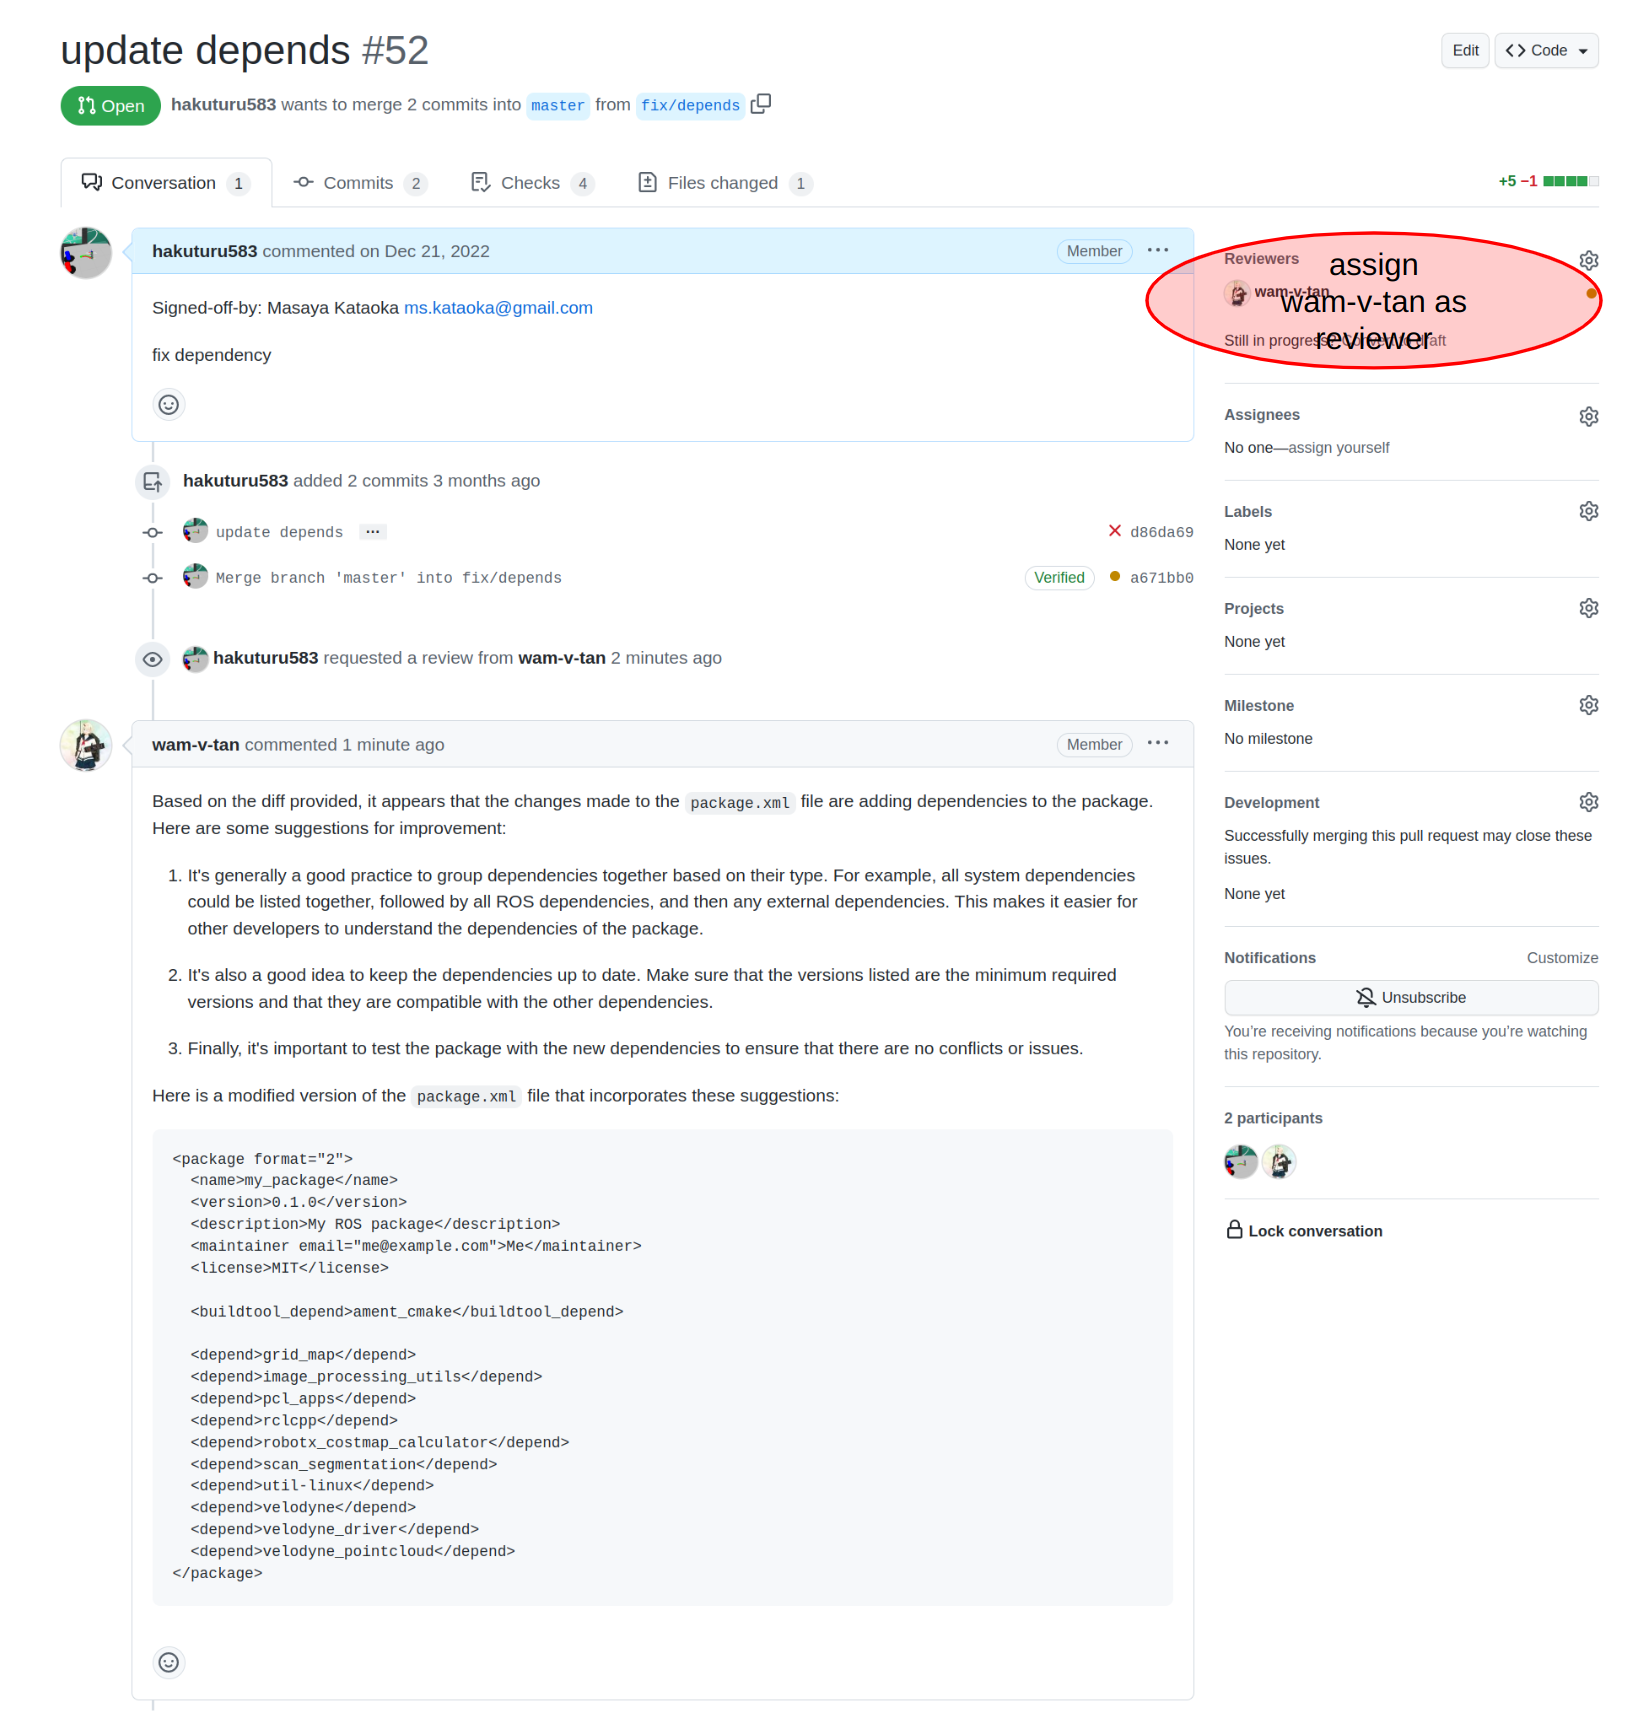 update depends #52
Edit
Code
Open
hakuturu583 wants to merge 2 commits into master from fix/depends
Conversation 1
Commits 2
Checks 4
Files changed 1
+5 −1
hakuturu583 commented on Dec 21, 2022
Member
Signed-off-by: Masaya Kataoka ms.kataoka@gmail.com
fix dependency
hakuturu583 added 2 commits 3 months ago
update depends ···
d86da69
Merge branch 'master' into fix/depends
Verified
a671bb0
hakuturu583 requested a review from wam-v-tan 2 minutes ago
wam-v-tan commented 1 minute ago
Member
Based on the diff provided, it appears that the changes made to the package.xml file are adding dependencies to the package.
Here are some suggestions for improvement:
1. It's generally a good practice to group dependencies together based on their type. For example, all system dependencies
could be listed together, followed by all ROS dependencies, and then any external dependencies. This makes it easier for
other developers to understand the dependencies of the package.
2. It's also a good idea to keep the dependencies up to date. Make sure that the versions listed are the minimum required
versions and that they are compatible with the other dependencies.
3. Finally, it's important to test the package with the new dependencies to ensure that there are no conflicts or issues.
Here is a modified version of the package.xml file that incorporates these suggestions:
<package format="2">
  <name>my_package</name>
  <version>0.1.0</version>
  <description>My ROS package</description>
  <maintainer email="me@example.com">Me</maintainer>
  <license>MIT</license>
  <buildtool_depend>ament_cmake</buildtool_depend>
  <depend>grid_map</depend>
  <depend>image_processing_utils</depend>
  <depend>pcl_apps</depend>
  <depend>rclcpp</depend>
  <depend>robotx_costmap_calculator</depend>
  <depend>scan_segmentation</depend>
  <depend>util-linux</depend>
  <depend>velodyne</depend>
  <depend>velodyne_driver</depend>
  <depend>velodyne_pointcloud</depend>
</package>
Reviewers
wam-v-tan
Still in progress? Convert to draft
assign
wam-v-tan as
reviewer
Assignees
No one—assign yourself
Labels
None yet
Projects
None yet
Milestone
No milestone
Development
Successfully merging this pull request may close these
issues.
None yet
Notifications
Customize
Unsubscribe
You're receiving notifications because you're watching
this repository.
2 participants
Lock conversation